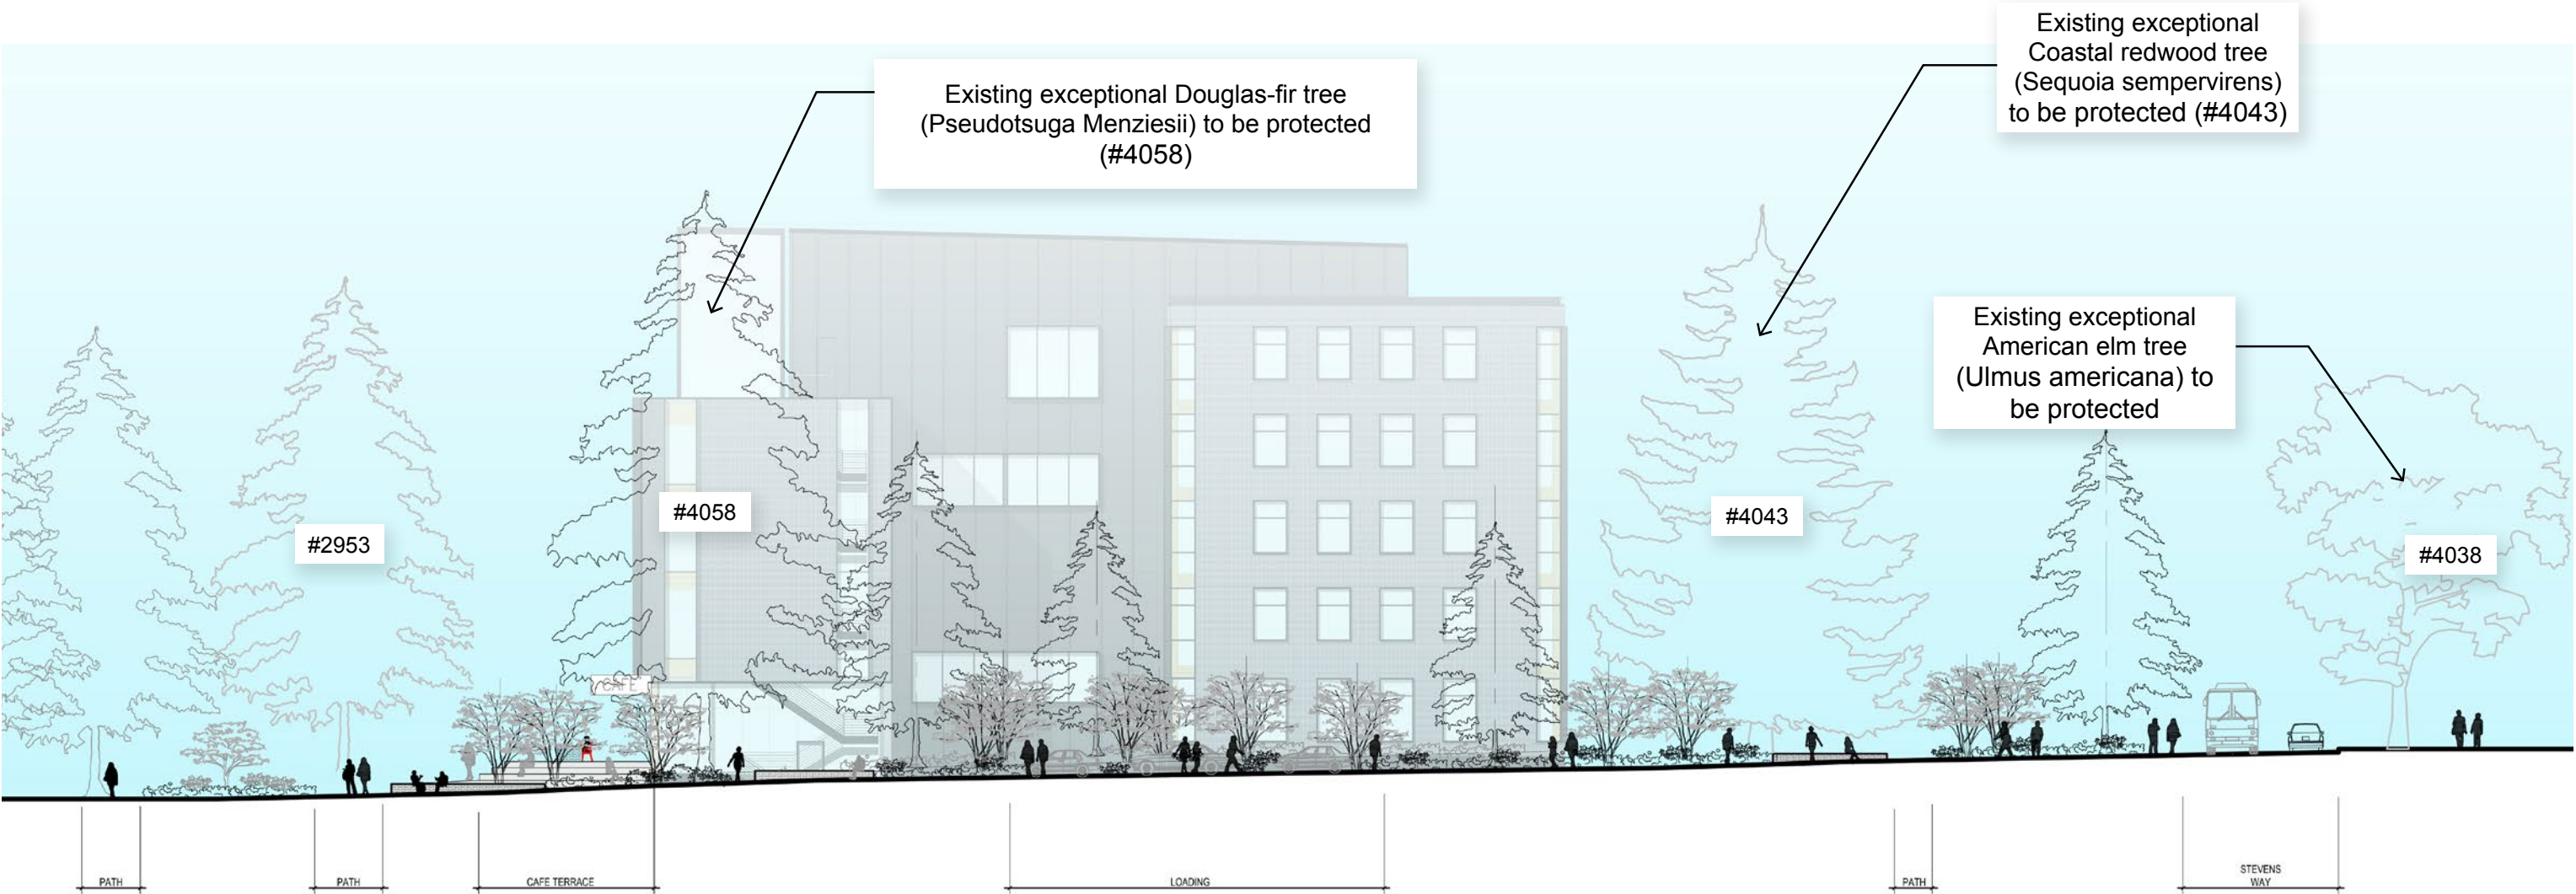 Existing exceptional
Coastal redwood tree
(Sequoia sempervirens)
to be protected (#4043)
Existing exceptional Douglas-fir tree
(Pseudotsuga Menziesii) to be protected
(#4058)
Existing exceptional
American elm tree
(Ulmus americana) to
be protected
#2953
#4058
#4043
#4038
CAFE
PATH
PATH
CAFE TERRACE
LOADING
PATH
STEVENS
WAY